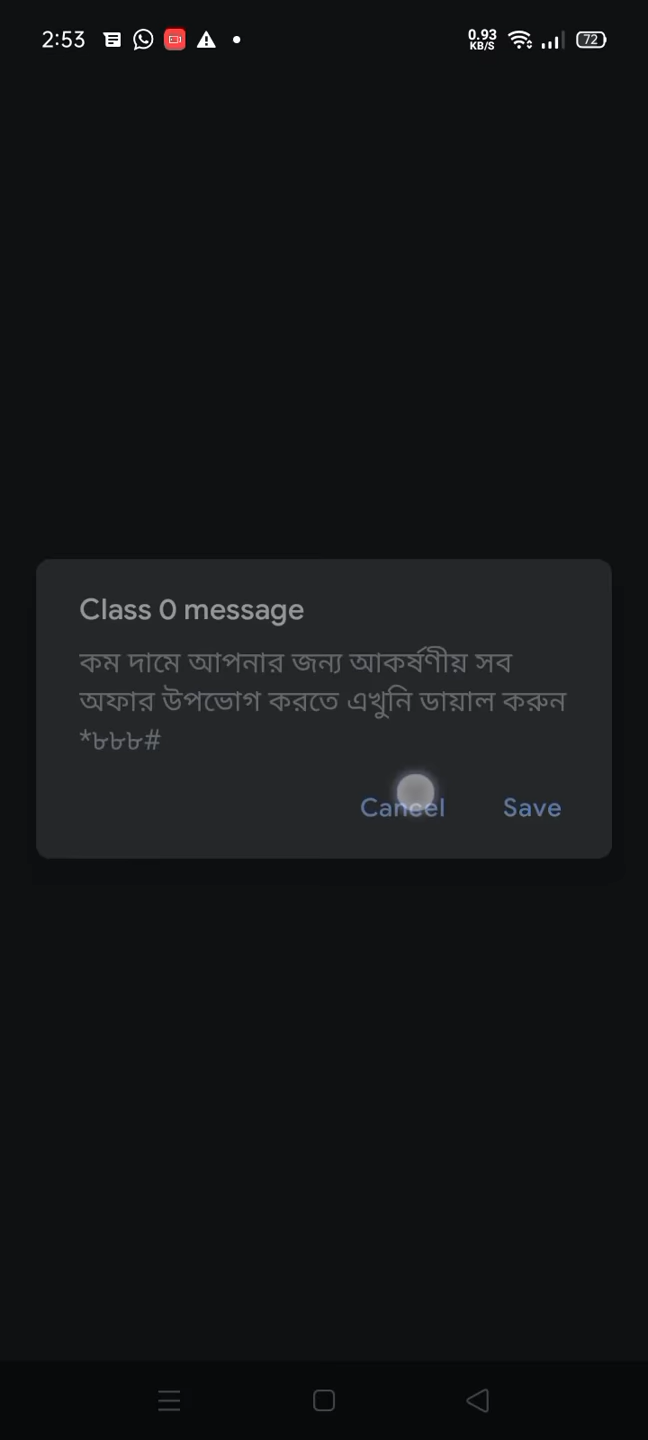 2:53
0.93
KB/S
72
Class 0 message
কম দামে আপনার জন্য আকর্ষণীয় সব
অফার উপভোগ করতে এখুনি ডায়াল করুন
*৮৮৮#
Cancel
Save